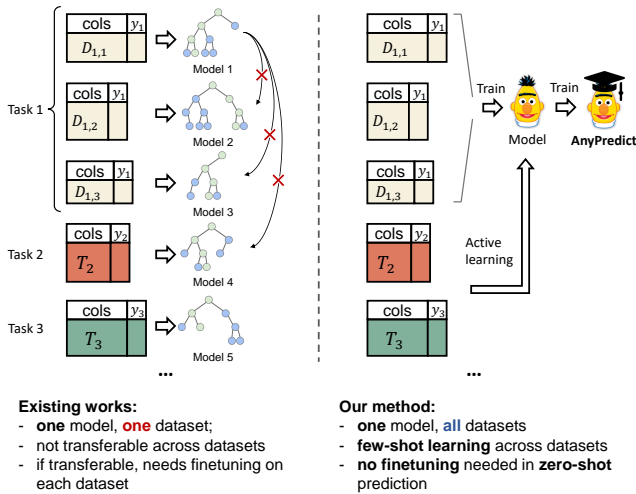 cols y₁
D₁,₁
Model 1
Task 1
cols y₁
D₁,₂
Model 2
cols y₁
D₁,₃
Model 3
Task 2
cols y₂
T₂
Model 4
Task 3
cols y₃
T₃
Model 5
...
Existing works:
- one model, one dataset;
- not transferable across datasets
- if transferable, needs finetuning on
each dataset
cols y₁
D₁,₁
cols y₁
D₁,₂
cols y₁
D₁,₃
Train
Train
Model
AnyPredict
cols y₂
T₂
Active
learning
cols y₃
T₃
...
Our method:
- one model, all datasets
- few-shot learning across datasets
- no finetuning needed in zero-shot
prediction